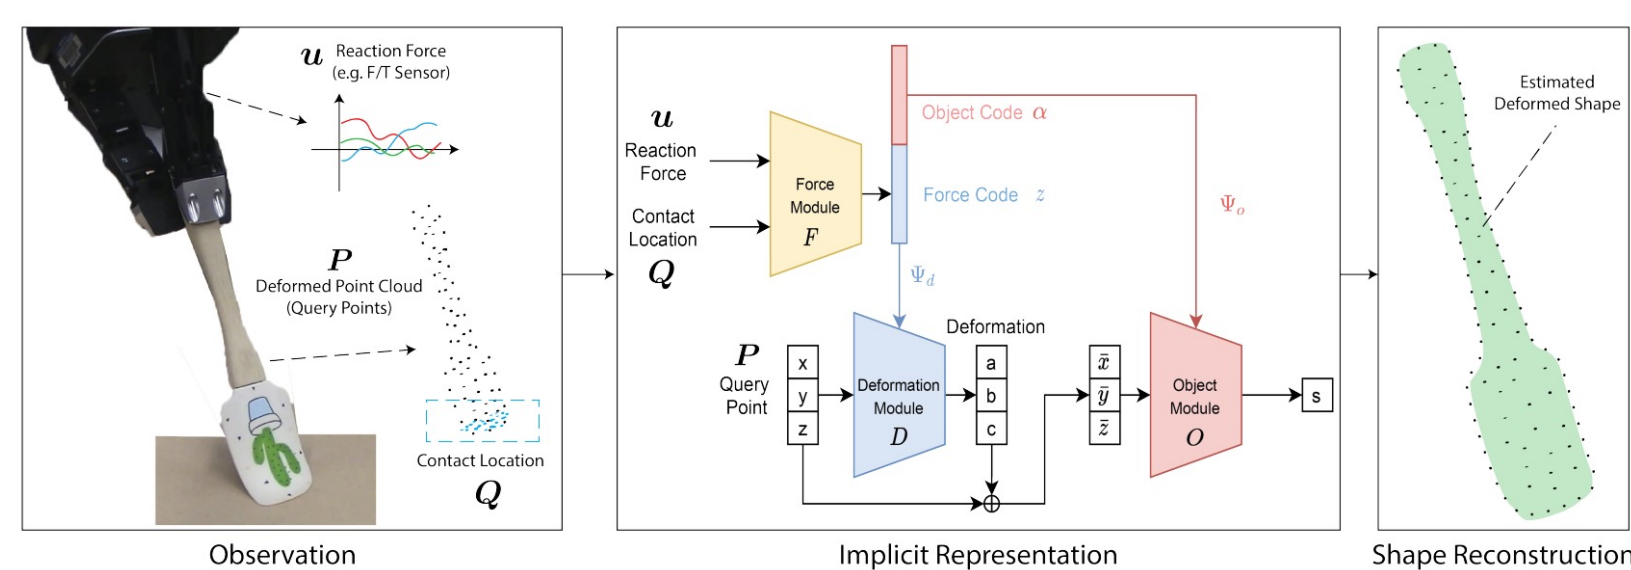 u Reaction Force
(e.g. F/T Sensor)
P
Deformed Point Cloud
(Query Points)
Contact Location
Q
Observation
u
Reaction
Force
Contact
Location
Q
Force
Module
F
Object Code α
Force Code z
Ψd
Ψo
P
Query
Point
x
y
z
Deformation
Module
D
Deformation
a
b
c
x̄
ȳ
z̄
Object
Module
O
s
Implicit Representation
Estimated
Deformed Shape
Shape Reconstruction